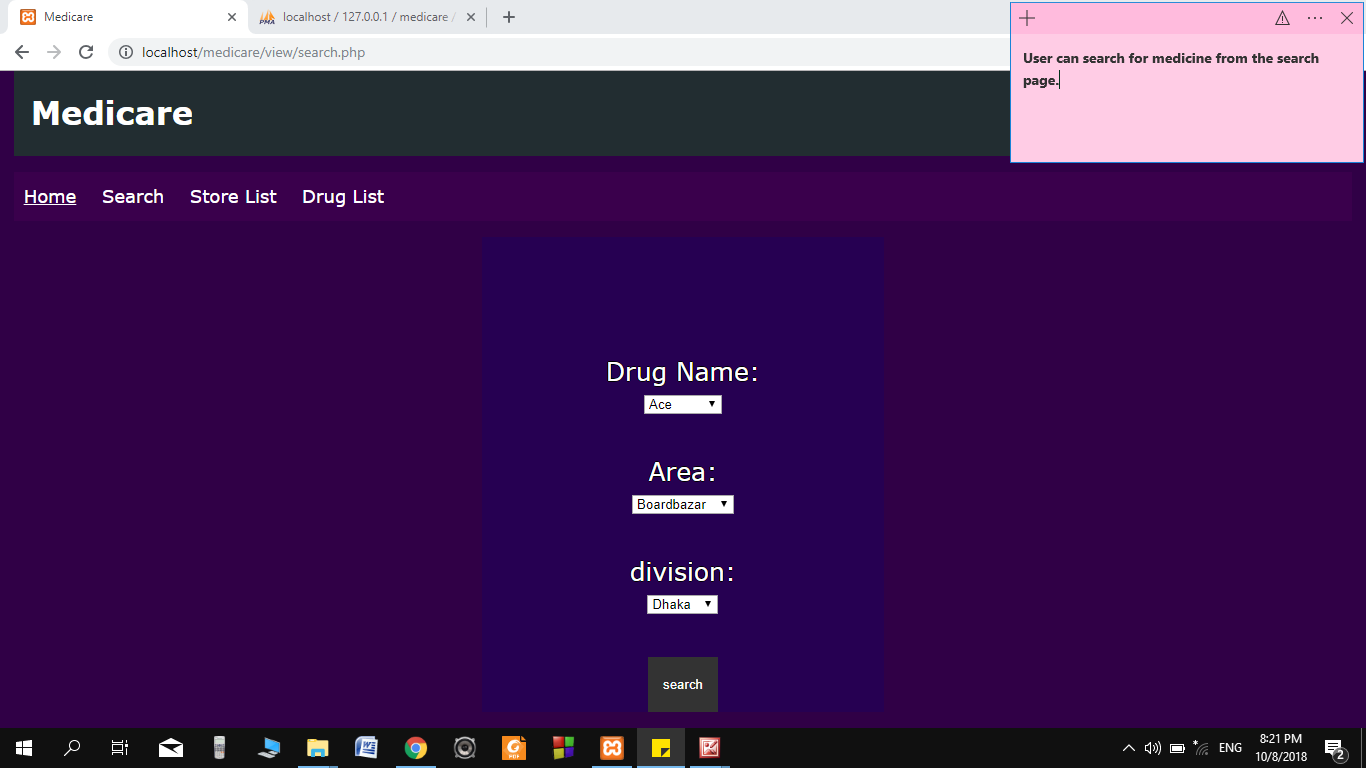 Medicare
localhost / 127.0.0.1 / medicare /
localhost/medicare/view/search.php
User can search for medicine from the search
page.
Medicare
Home Search Store List Drug List
Drug Name:
Ace
Area:
Boardbazar
division:
Dhaka
search
ENG
8:21 PM
10/8/2018
2